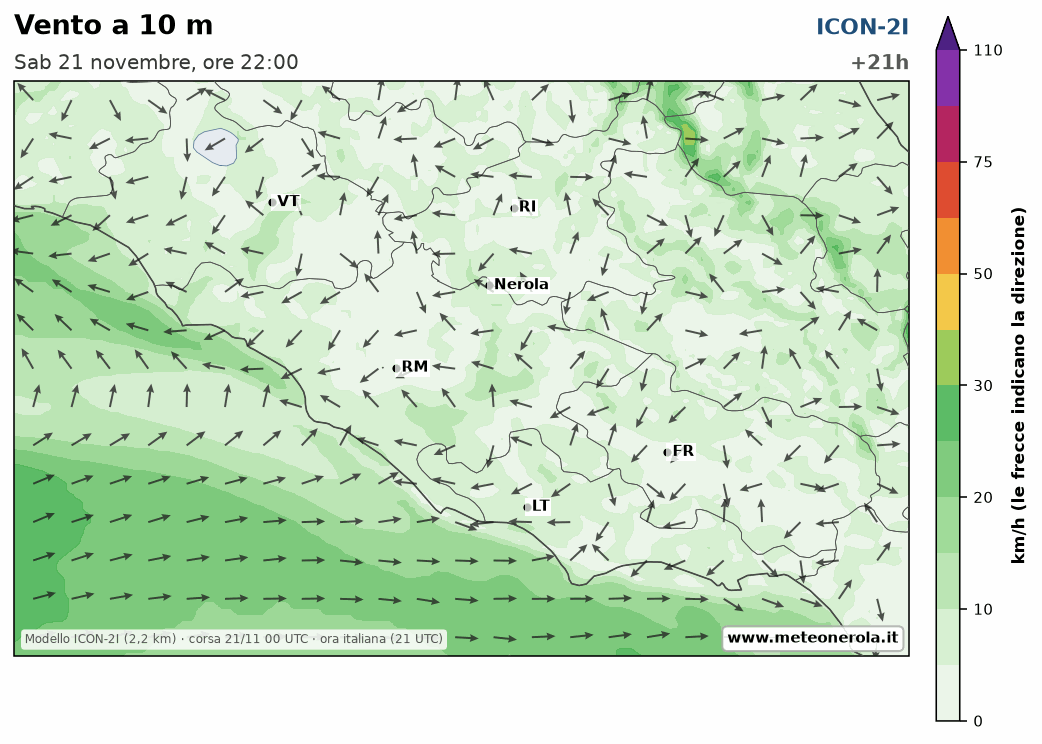 Vento a 10 m
ICON-2I
Sab 21 novembre, ore 22:00
+21h
110
75
50
30
20
10
0
km/h (le frecce indicano la direzione)
VT
RI
Nerola
RM
FR
LT
Modello ICON-2I (2,2 km) · corsa 21/11 00 UTC · ora italiana (21 UTC)
www.meteonerola.it